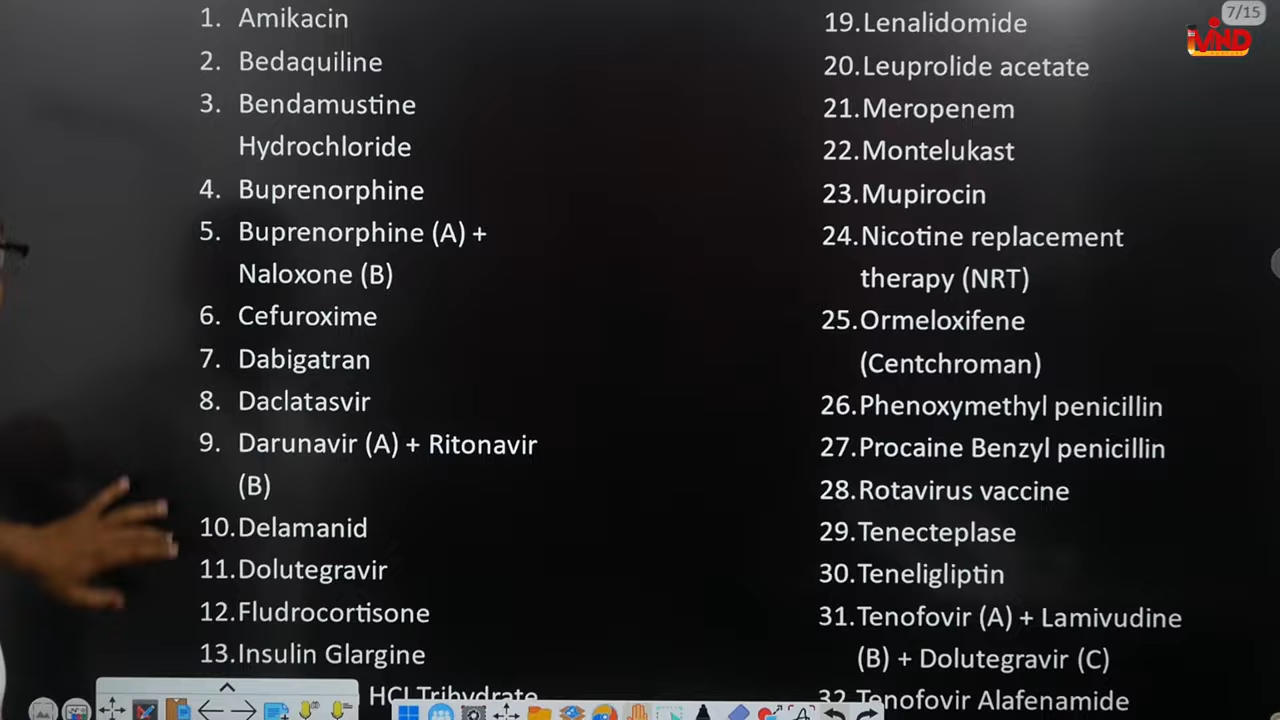 1. Amikacin
2. Bedaquiline
3. Bendamustine
Hydrochloride
4. Buprenorphine
5. Buprenorphine (A) +
Naloxone (B)
6. Cefuroxime
7. Dabigatran
8. Daclatasvir
9. Darunavir (A) + Ritonavir
(B)
10.Delamanid
11.Dolutegravir
12.Fludrocortisone
13.Insulin Glargine
HCl Trihydrate
7/15
19.Lenalidomide
20.Leuprolide acetate
21.Meropenem
22.Montelukast
23.Mupirocin
24.Nicotine replacement
therapy (NRT)
25.Ormeloxifene
(Centchroman)
26.Phenoxymethyl penicillin
27.Procaine Benzyl penicillin
28.Rotavirus vaccine
29.Tenecteplase
30.Teneligliptin
31.Tenofovir (A) + Lamivudine
(B) + Dolutegravir (C)
32.Tenofovir Alafenamide